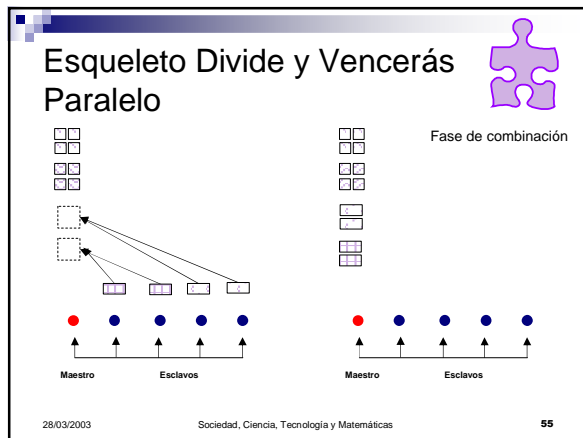 Esqueleto Divide y Vencerás
Paralelo
Fase de combinación
Maestro Esclavos
Maestro Esclavos
28/03/2003 Sociedad, Ciencia, Tecnología y Matemáticas 55